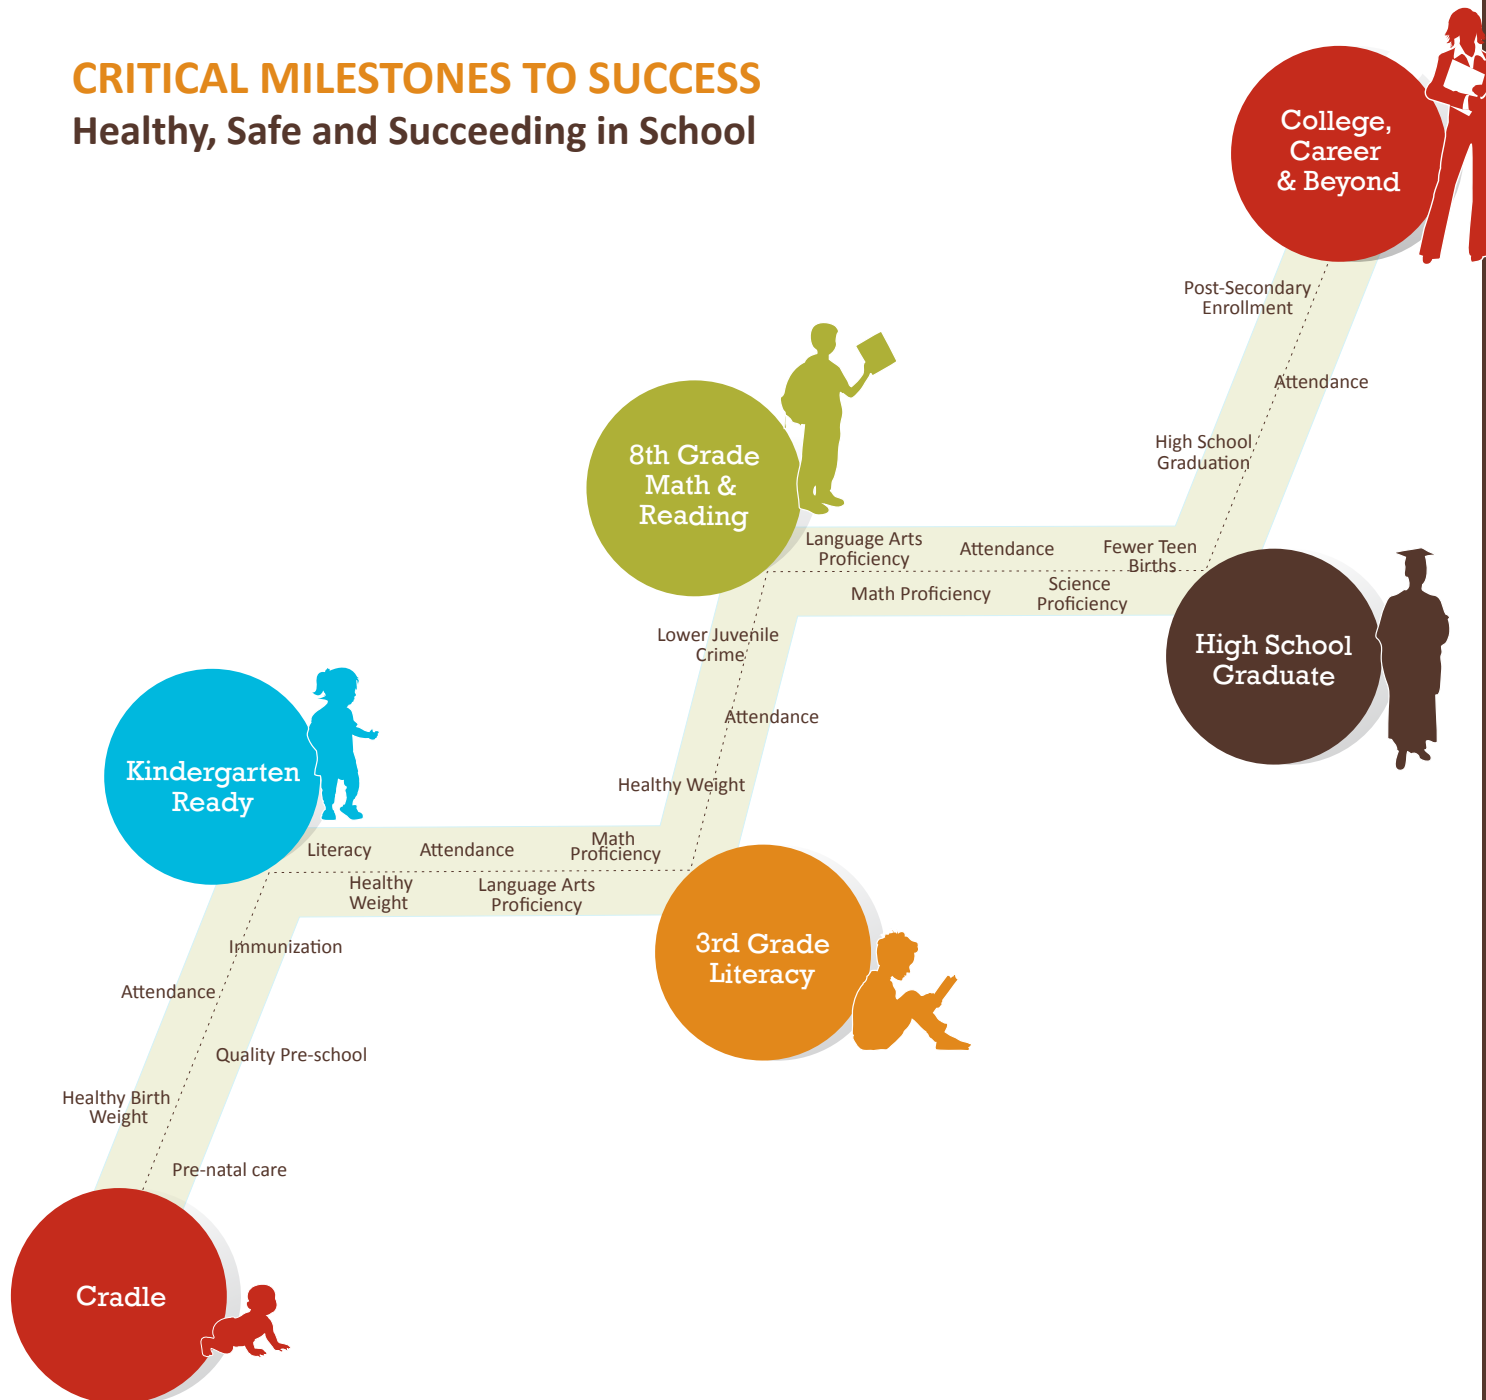 CRITICAL MILESTONES TO SUCCESS
Healthy, Safe and Succeeding in School
College,
Career
& Beyond
Post-Secondary
Enrollment
Attendance
High School
Graduation
8th Grade
Math &
Reading
Language Arts
Proficiency
Attendance
Fewer Teen
Births
Math Proficiency
Science
Proficiency
High School
Graduate
Lower Juvenile
Crime
Attendance
Healthy Weight
Kindergarten
Ready
Literacy
Attendance
Math
Proficiency
Healthy
Weight
Language Arts
Proficiency
3rd Grade
Literacy
Immunization
Attendance
Quality Pre-school
Healthy Birth
Weight
Pre-natal care
Cradle